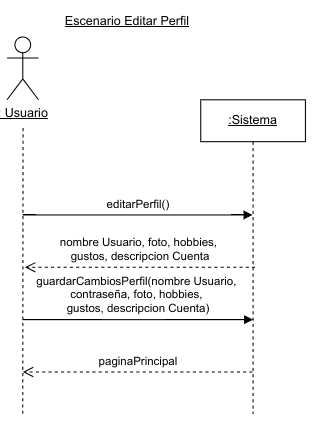 Escenario Editar Perfil
: Usuario
:Sistema
editarPerfil()
nombre Usuario, foto, hobbies,
gustos, descripcion Cuenta
guardarCambiosPerfil(nombre Usuario,
contraseña, foto, hobbies,
gustos, descripcion Cuenta)
paginaPrincipal